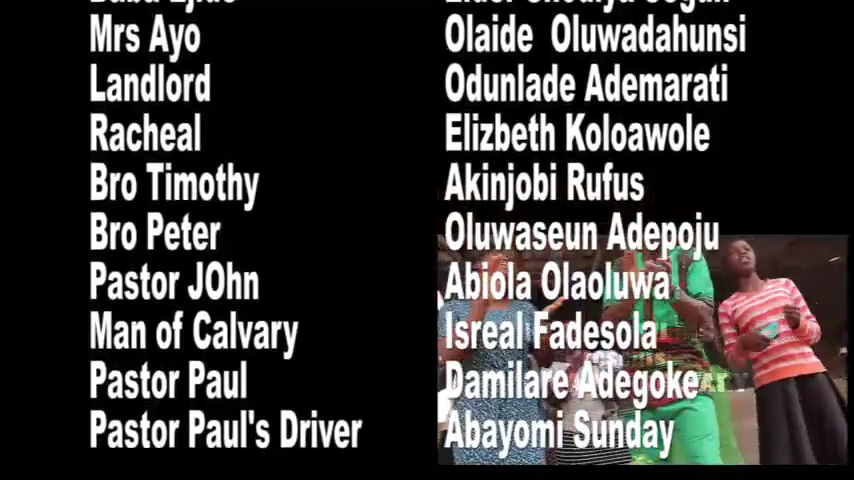 Mrs Ayo Olaide Oluwadahunsi
Landlord Odunlade Ademarati
Racheal Elizbeth Koloawole
Bro Timothy Akinjobi Rufus
Bro Peter Oluwaseun Adepoju
Pastor JOhn Abiola Olaoluwa
Man of Calvary Isreal Fadesola
Pastor Paul Damilare Adegoke
Pastor Paul's Driver Abayomi Sunday